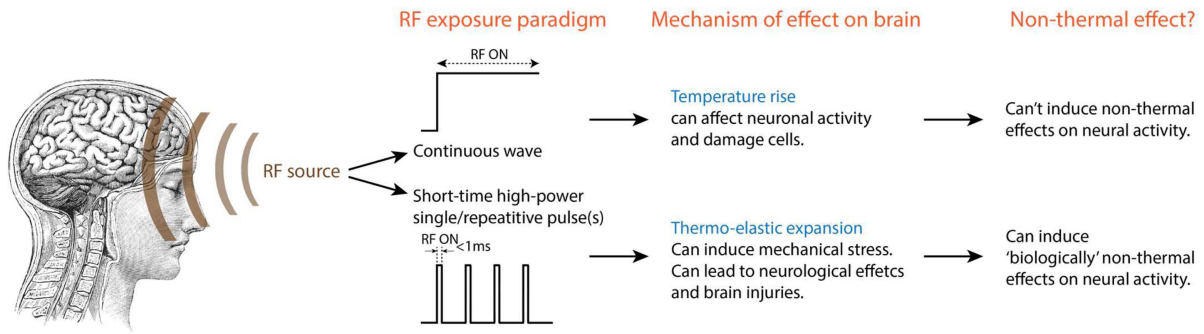 RF exposure paradigm
Mechanism of effect on brain
Non-thermal effect?
RF ON
Temperature rise
can affect neuronal activity
and damage cells.
Can't induce non-thermal
effects on neural activity.
Continuous wave
RF source
Short-time high-power
single/repeatitive pulse(s)
RF ON
<1ms
Thermo-elastic expansion
Can induce mechanical stress.
Can lead to neurological effetcs
and brain injuries.
Can induce
'biologically' non-thermal
effects on neural activity.